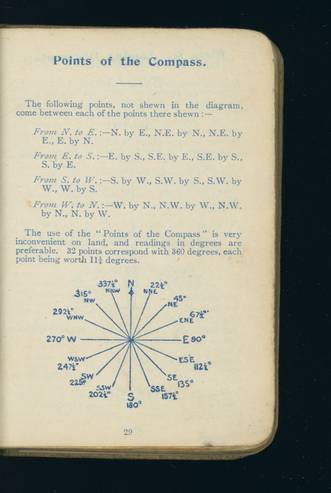 Points of the Compass.
The following points, not shewn in the diagram,
come between each of the points there shewn :—
From N. to E. :—N. by E., N.E. by N., N.E. by
E., E. by N.
From E. to S. :—E. by S., S.E. by E., S.E. by S.,
S. by E.
From S. to W. :—S. by W., S.W. by S., S.W. by
W., W. by S.
From W. to N. :—W. by N., N.W. by W., N.W.
by N., N. by W.
The use of the "Points of the Compass" is very
inconvenient on land, and readings in degrees are
preferable. 32 points correspond with 360 degrees, each
point being worth 11¼ degrees.
337½° N 22½°
NNW NNE
315° 45°
NW NE
292½° 67½°
WNW ENE
270° W E 90°
WSW ESE
247½° 112½°
SW SE
225° 135°
SSW SSE
202½° S 157½°
180°
29